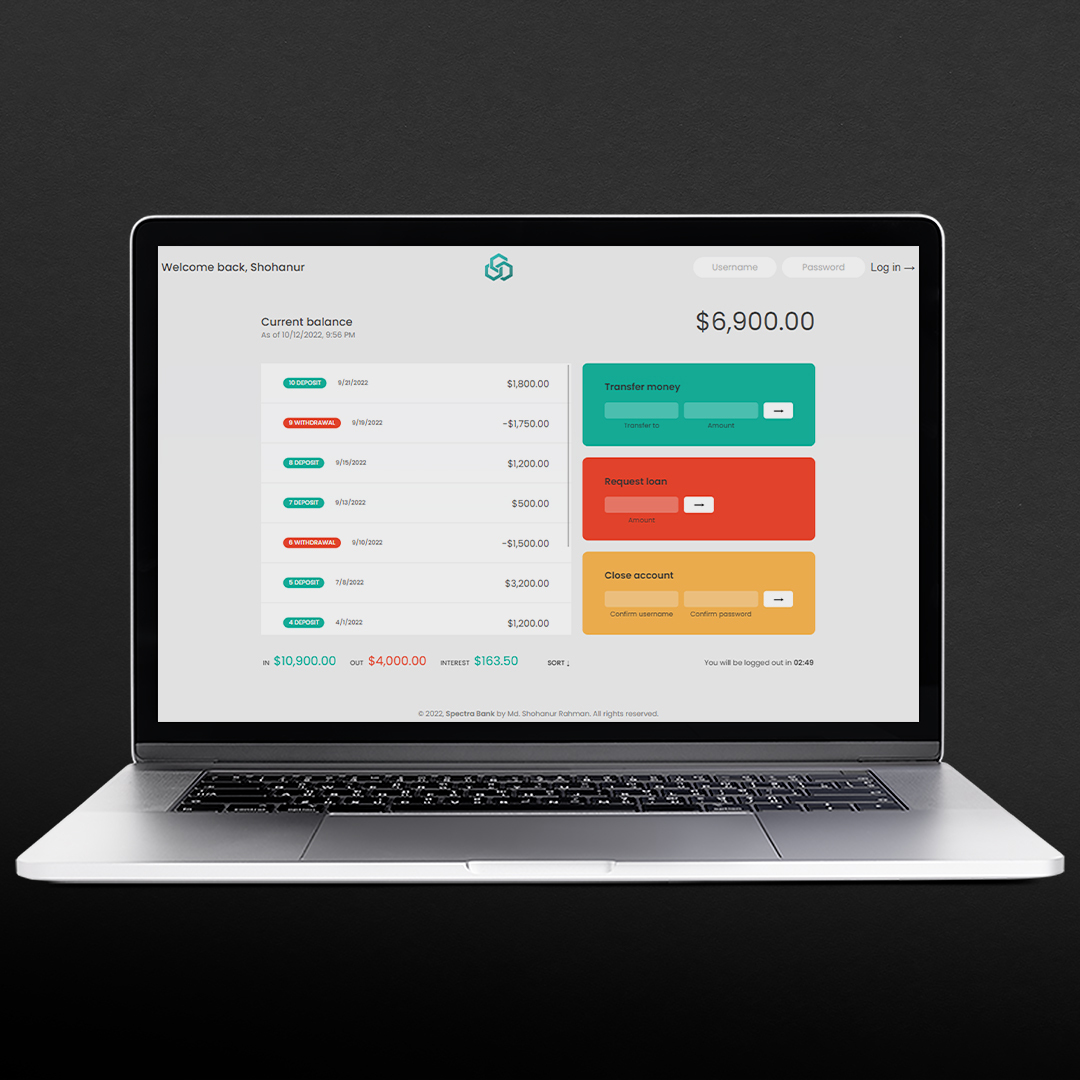 Welcome back, Shohanur
Username Password Log in →
Current balance
As of 10/12/2022, 9:56 PM
$6,900.00
10 DEPOSIT 9/21/2022 $1,800.00
9 WITHDRAWAL 9/19/2022 -$1,750.00
8 DEPOSIT 9/15/2022 $1,200.00
7 DEPOSIT 9/13/2022 $500.00
6 WITHDRAWAL 9/10/2022 -$1,500.00
5 DEPOSIT 7/8/2022 $3,200.00
4 DEPOSIT 4/1/2022 $1,200.00
IN $10,900.00 OUT $4,000.00 INTEREST $163.50 SORT ↓
Transfer money
→
Transfer to Amount
Request loan
→
Amount
Close account
→
Confirm username Confirm password
You will be logged out in 02:49
© 2022, Spectra Bank by Md. Shohanur Rahman. All rights reserved.